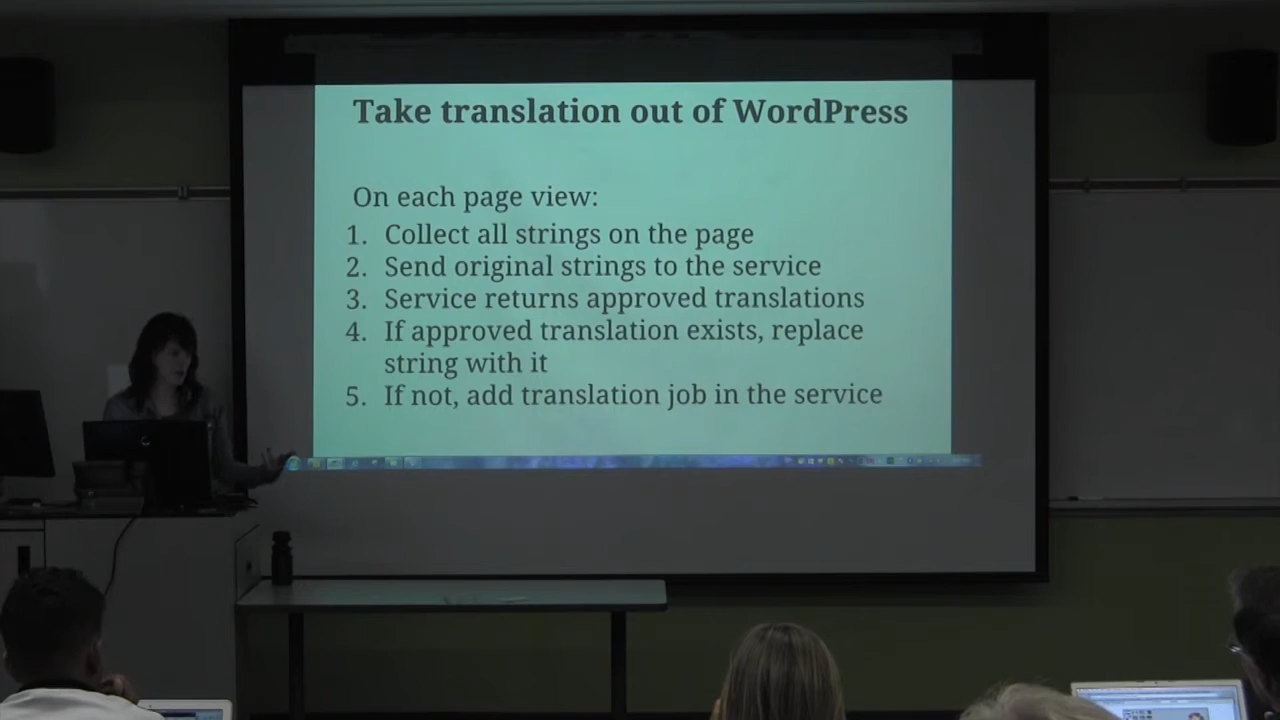 Take translation out of WordPress
On each page view:
1. Collect all strings on the page
2. Send original strings to the service
3. Service returns approved translations
4. If approved translation exists, replace
string with it
5. If not, add translation job in the service